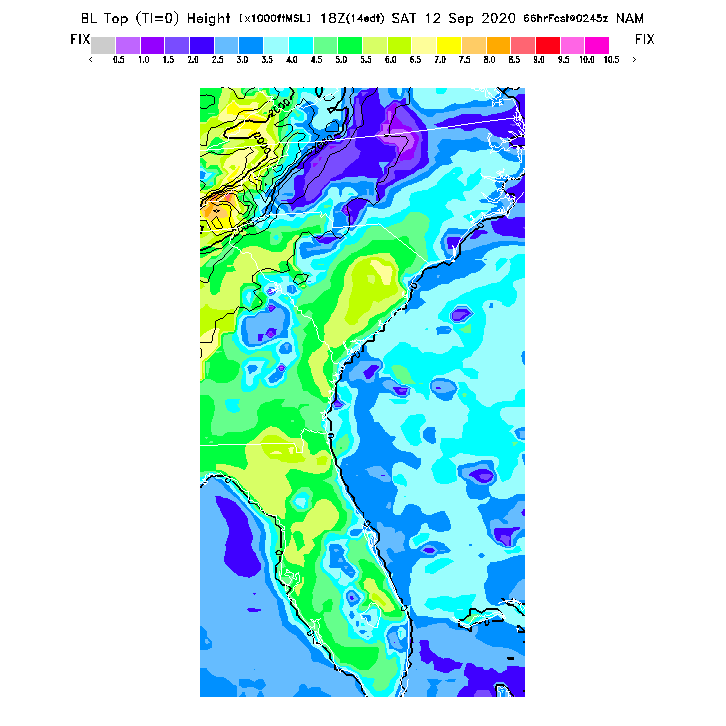 BL Top (TI=0) Height [x1000ftMSL] 18Z(14edt) SAT 12 Sep 2020 66hrFcst@0245z NAM
FIX FIX
< 0.5 1.0 1.5 2.0 2.5 3.0 3.5 4.0 4.5 5.0 5.5 6.0 6.5 7.0 7.5 8.0 8.5 9.0 9.5 10.0 10.5 >
2000
2000